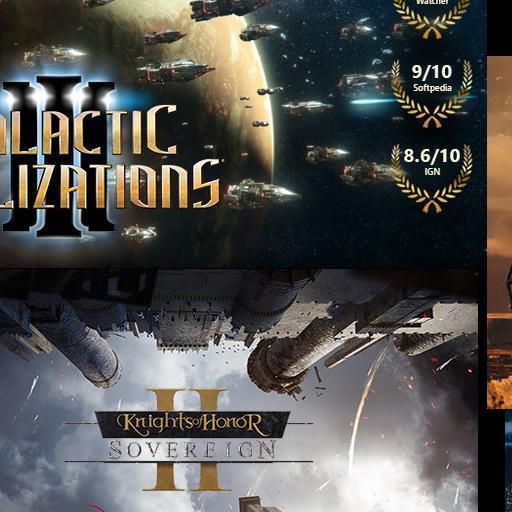 Watcher
9/10
Softpedia
8.6/10
IGN
III
ALACTIC
LIZATIONS
II
Knights of Honor
SOVEREIGN